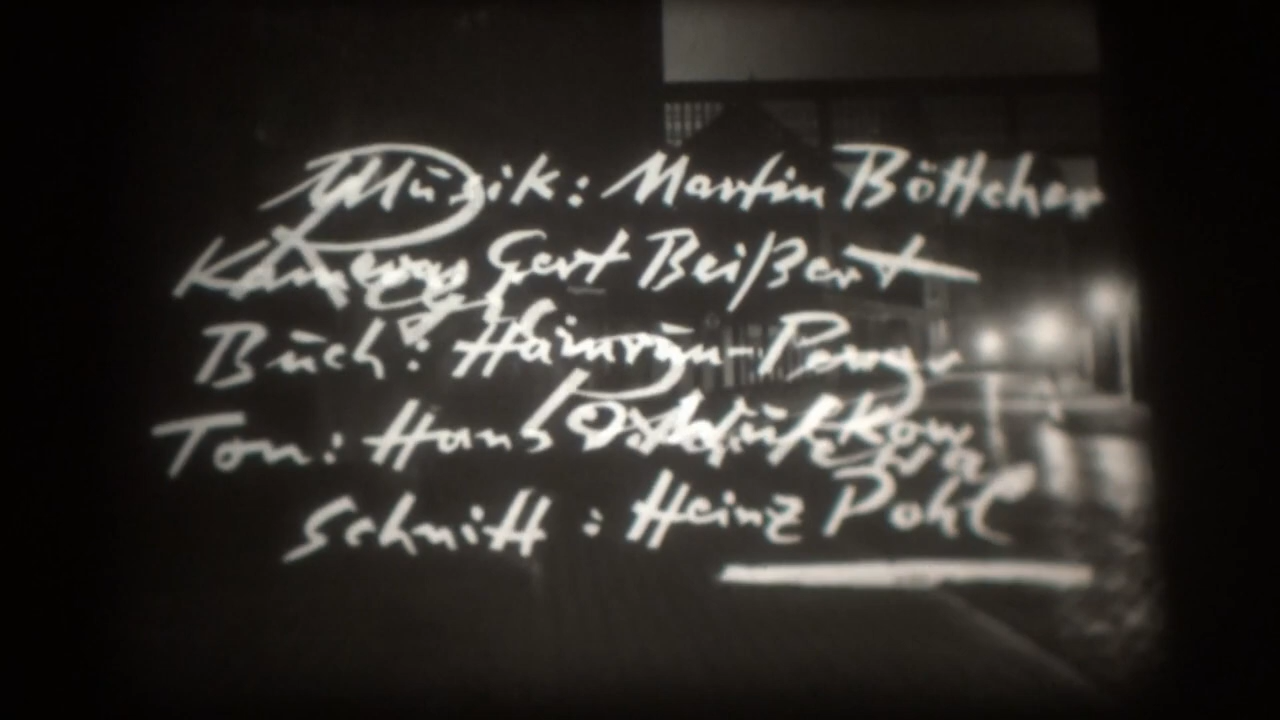 Musik: Martin Böttcher
Kamera: Gert Beißert
Buch:
Ton: Hans
Schnitt: Heinz Pohl